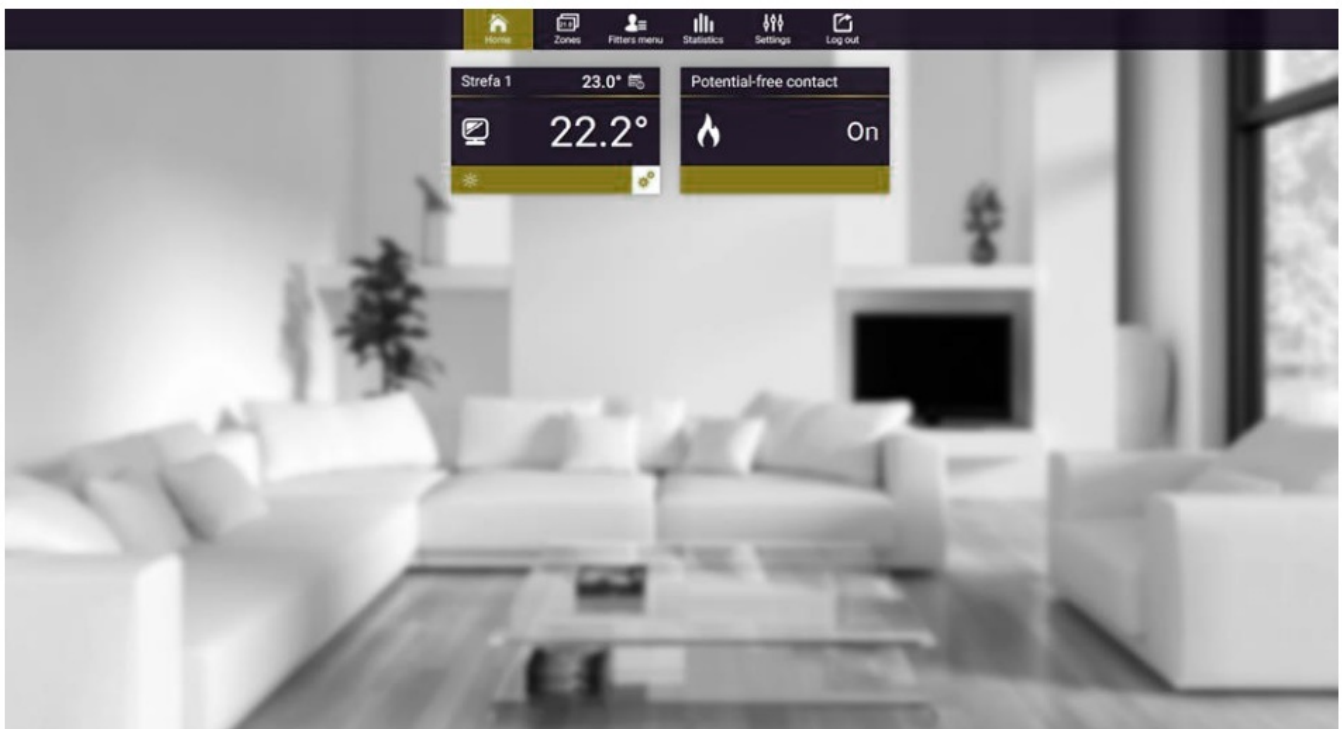 Home Zones Fitters menu Statistics Settings Log out
Strefa 1 23.0°
22.2°
Potential-free contact
On